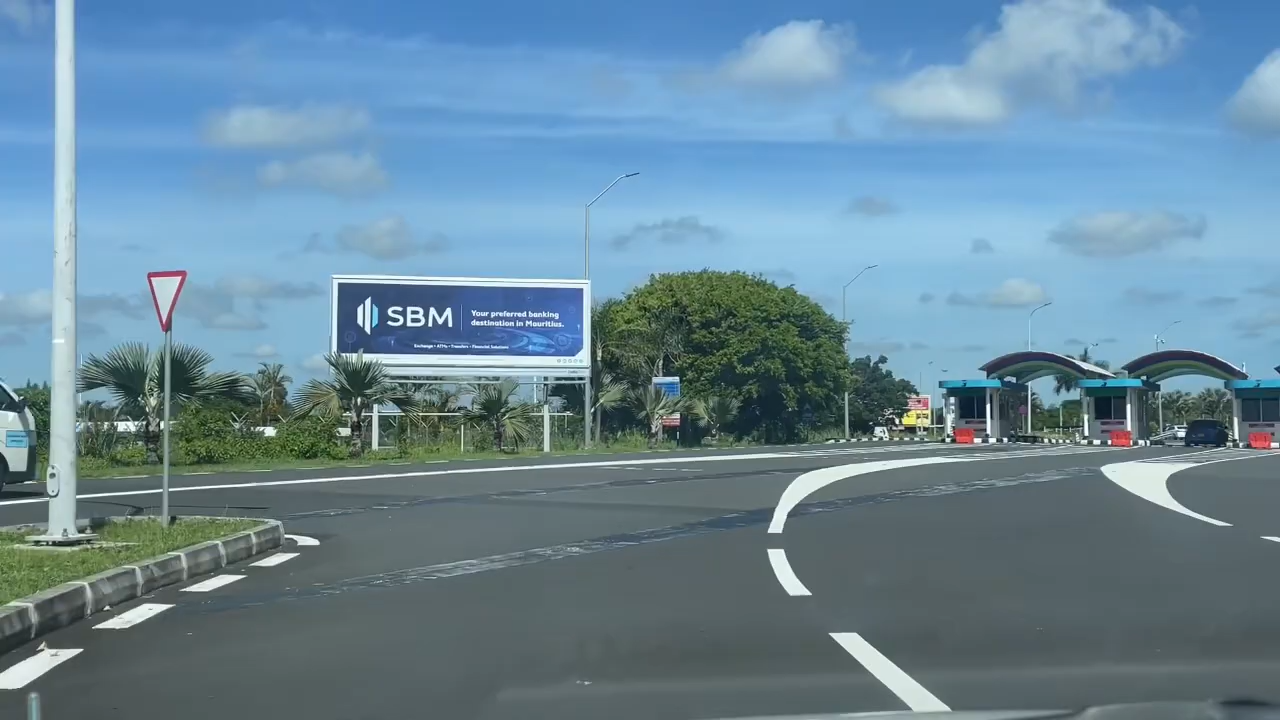 SBM
Your preferred banking
destination in Mauritius.
Exchange • ATMs • Transfers • Financial Solutions